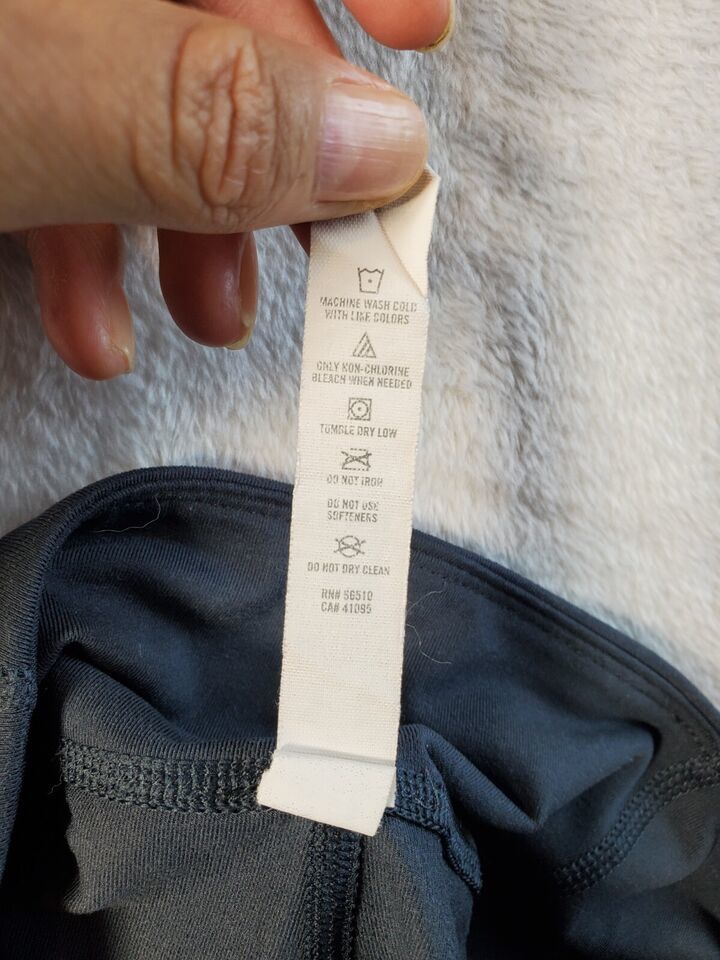 MACHINE WASH COLD
WITH LIKE COLORS
ONLY NON-CHLORINE
BLEACH WHEN NEEDED
TUMBLE DRY LOW
DO NOT IRON
DO NOT USE
SOFTENERS
DO NOT DRY CLEAN
RN# 56510
CA# 41095